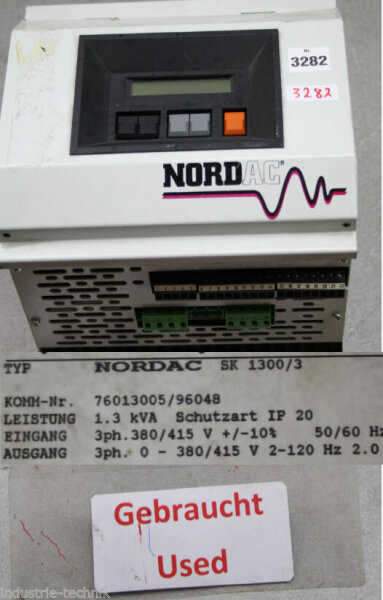 Nr
3282
3282
NORDAC
TYP NORDAC SK 1300/3
KOMM-Nr. 76013005/96048
LEISTUNG 1.3 kVA Schutzart IP 20
EINGANG 3ph.380/415 V +/-10% 50/60 Hz
AUSGANG 3ph. 0 - 380/415 V 2-120 Hz 2.0
Gebraucht
Used
industrie-technik